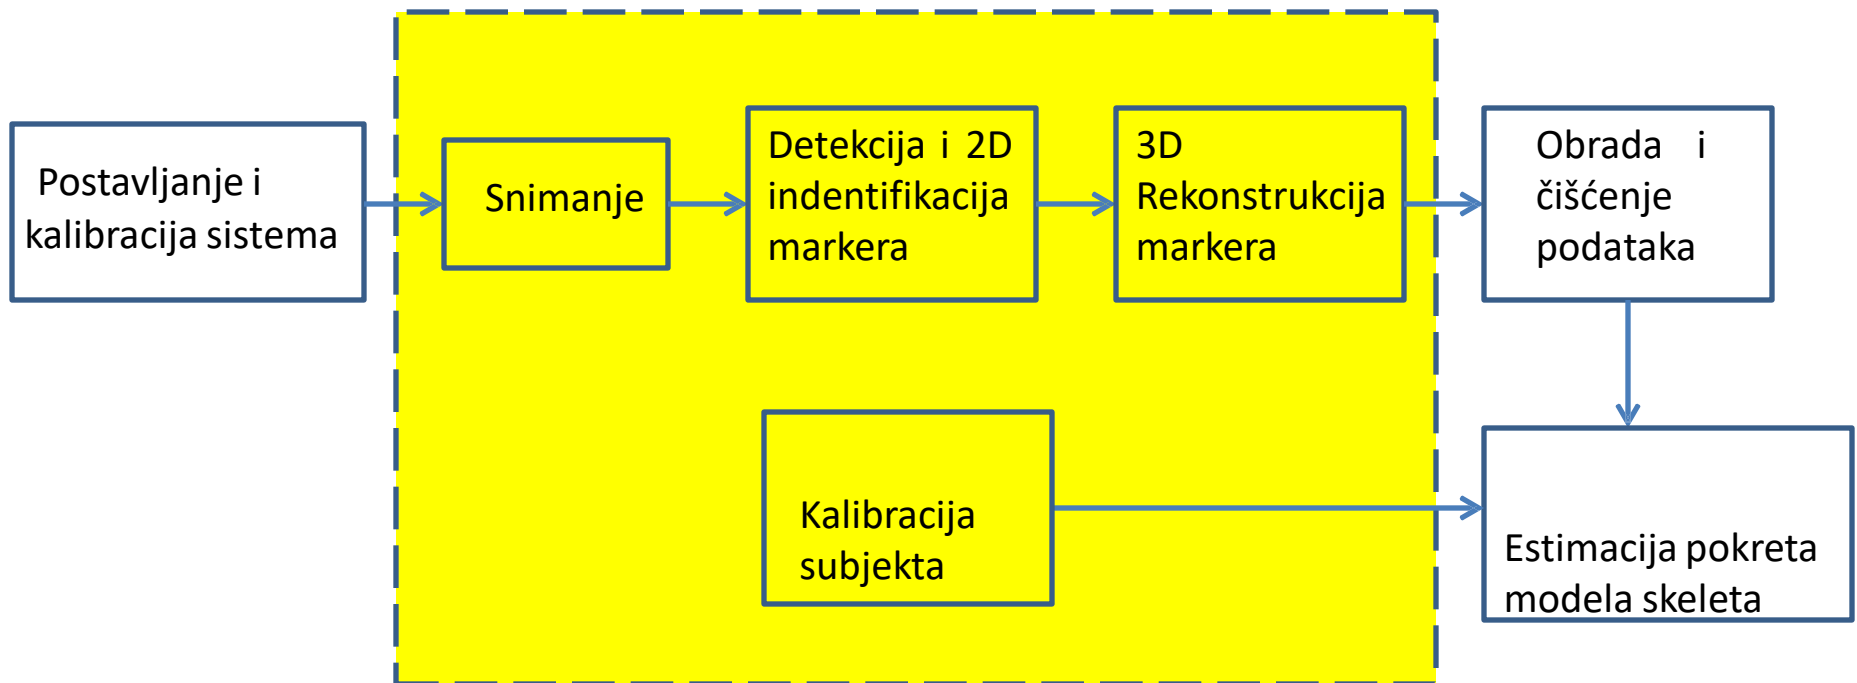 Postavljanje i
kalibracija sistema
Snimanje
Detekcija i 2D
indentifikacija
markera
3D
Rekonstrukcija
markera
Obrada i
čišćenje
podataka
Kalibracija
subjekta
Estimacija pokreta
modela skeleta